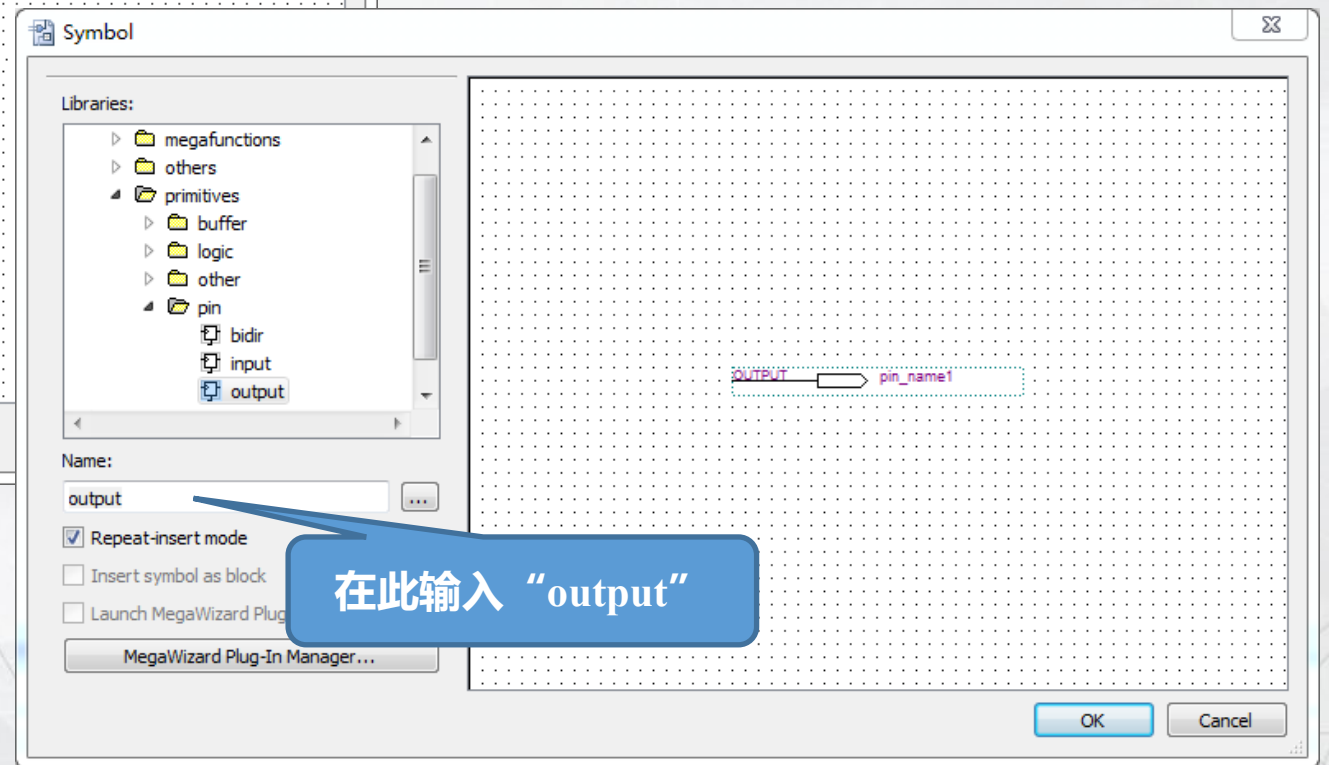 Symbol
Libraries:
megafunctions
others
primitives
buffer
logic
other
pin
bidir
input
output
Name:
output
...
Repeat-insert mode
Insert symbol as block
Launch MegaWizard Plug
MegaWizard Plug-In Manager...
在此输入“output”
OUTPUT
pin_name1
OK
Cancel